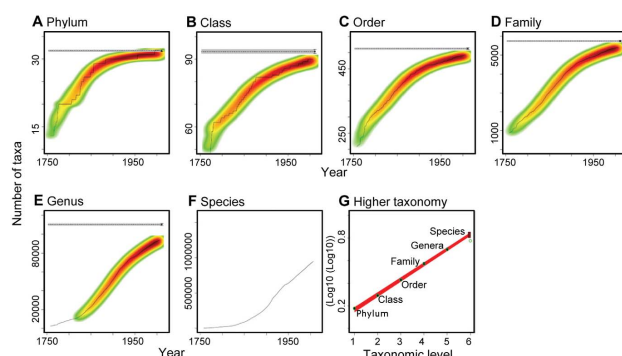 A Phylum
B Class
C Order
D Family
Number of taxa
30
15
1750
1950
90
60
1750
1950
450
250
1750
1950
5000
1000
1750
1950
Year
E Genus
F Species
G Higher taxonomy
80000
20000
1750
1950
1000000
500000
1750
1950
Year
(Log10 (Log10))
0.8
0.2
Species
Genera
Family
Order
Class
Phylum
1 2 3 4 5 6
Taxonomic level